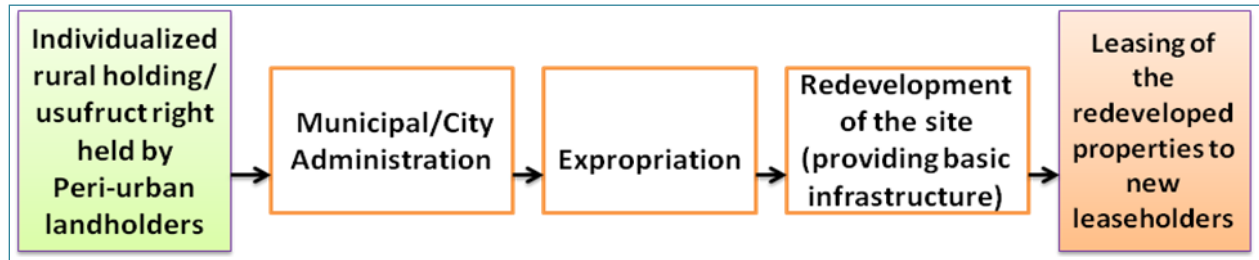 Individualized
rural holding/
usufruct right
held by
Peri-urban
landholders
Municipal/City
Administration
Expropriation
Redevelopment
of the site
(providing basic
infrastructure)
Leasing of
the
redeveloped
properties to
new
leaseholders